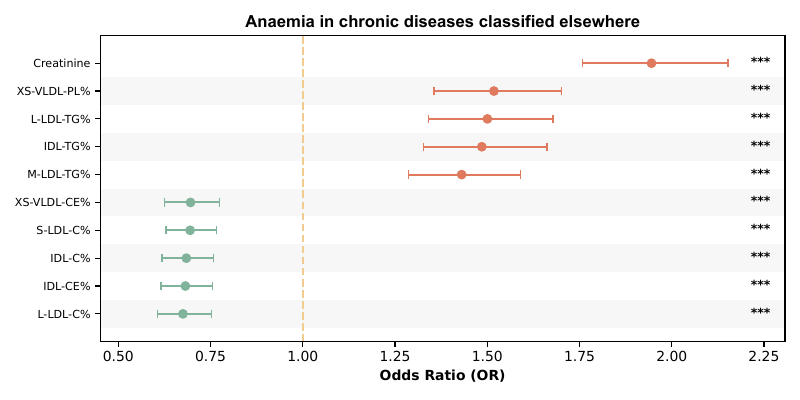 Anaemia in chronic diseases classified elsewhere
Creatinine ***
XS-VLDL-PL% ***
L-LDL-TG% ***
IDL-TG% ***
M-LDL-TG% ***
XS-VLDL-CE% ***
S-LDL-C% ***
IDL-C% ***
IDL-CE% ***
L-LDL-C% ***
0.50 0.75 1.00 1.25 1.50 1.75 2.00 2.25
Odds Ratio (OR)